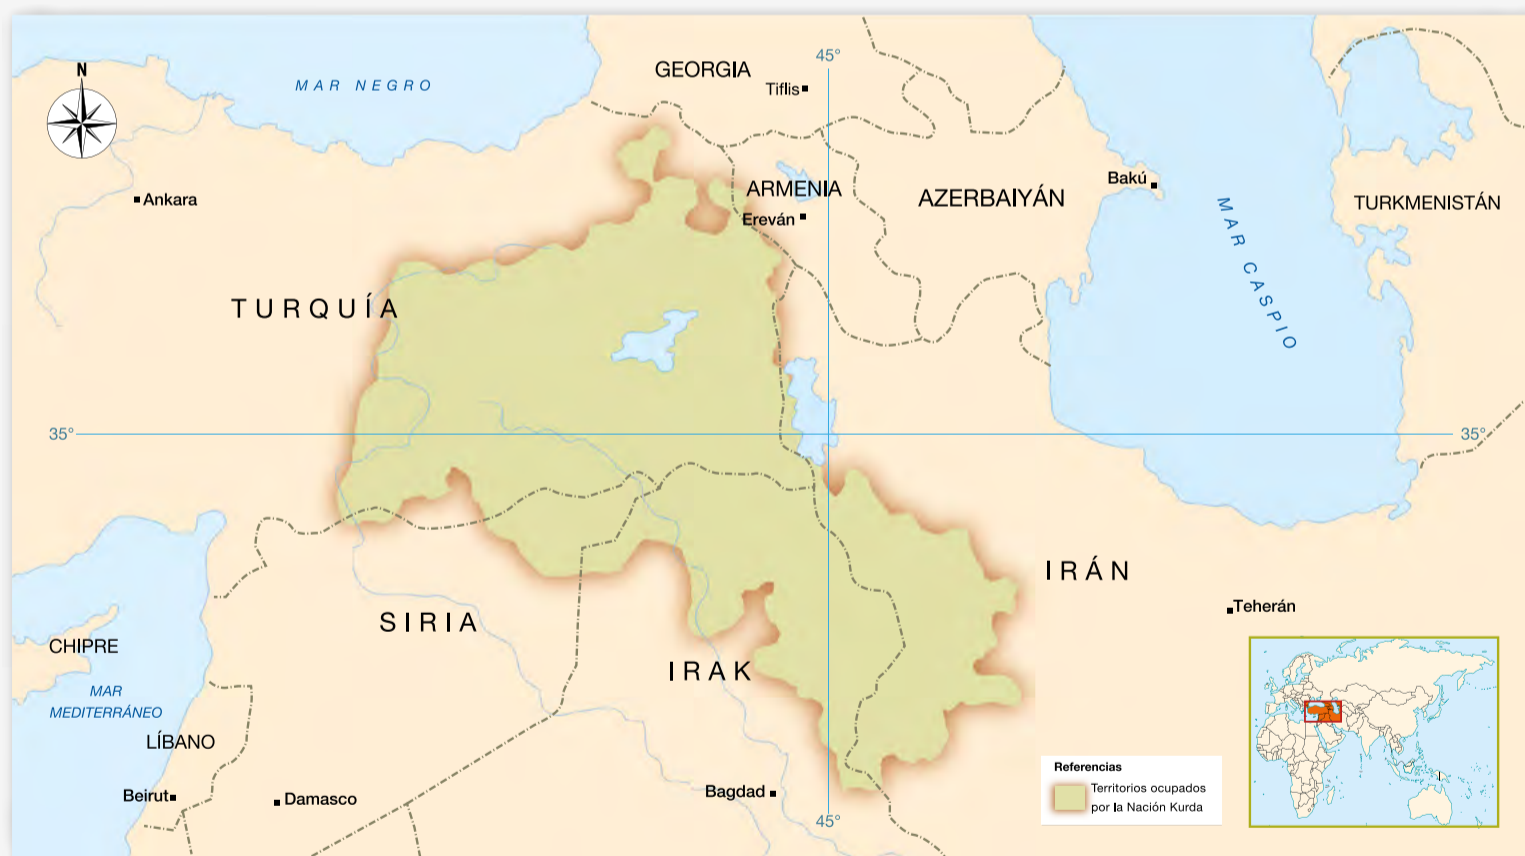 45°
GEORGIA
Tiflis
N
MAR NEGRO
Ankara
ARMENIA
Ereván
AZERBAIYÁN
Bakú
TURKMENISTÁN
MAR CASPIO
TURQUÍA
35°
35°
IRÁN
Teherán
SIRIA
CHIPRE
IRAK
MAR
MEDITERRÁNEO
LÍBANO
Beirut
Damasco
Bagdad
45°
Referencias
Territorios ocupados
por la Nación Kurda